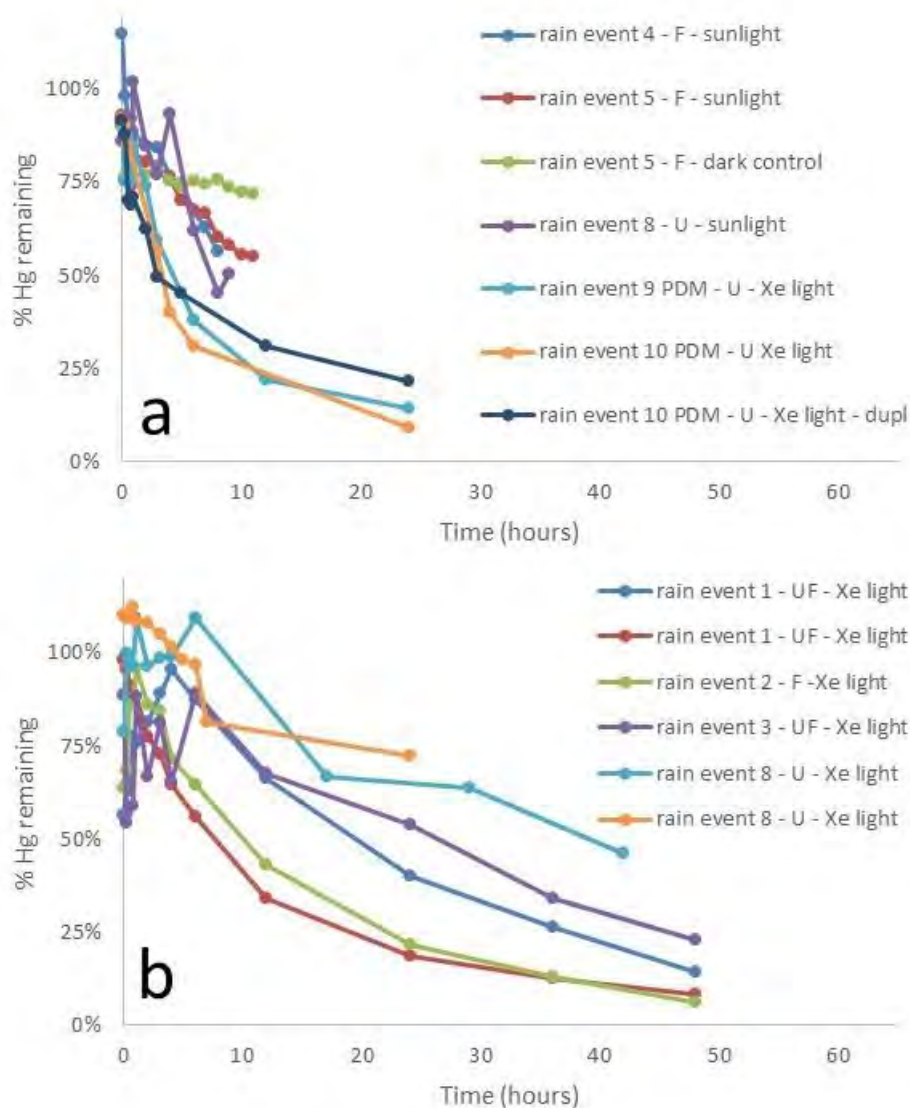 100%
75%
50%
25%
0%
% Hg remaining
0 10 20 30 40 50 60
Time (hours)
a
rain event 4 - F - sunlight
rain event 5 - F - sunlight
rain event 5 - F - dark control
rain event 8 - U - sunlight
rain event 9 PDM - U - Xe light
rain event 10 PDM - U Xe light
rain event 10 PDM - U - Xe light - dupl
100%
75%
50%
25%
0%
% Hg remaining
0 10 20 30 40 50 60
Time (hours)
b
rain event 1 - UF - Xe light
rain event 1 - UF - Xe light
rain event 2 - F -Xe light
rain event 3 - UF - Xe light
rain event 8 - U - Xe light
rain event 8 - U - Xe light